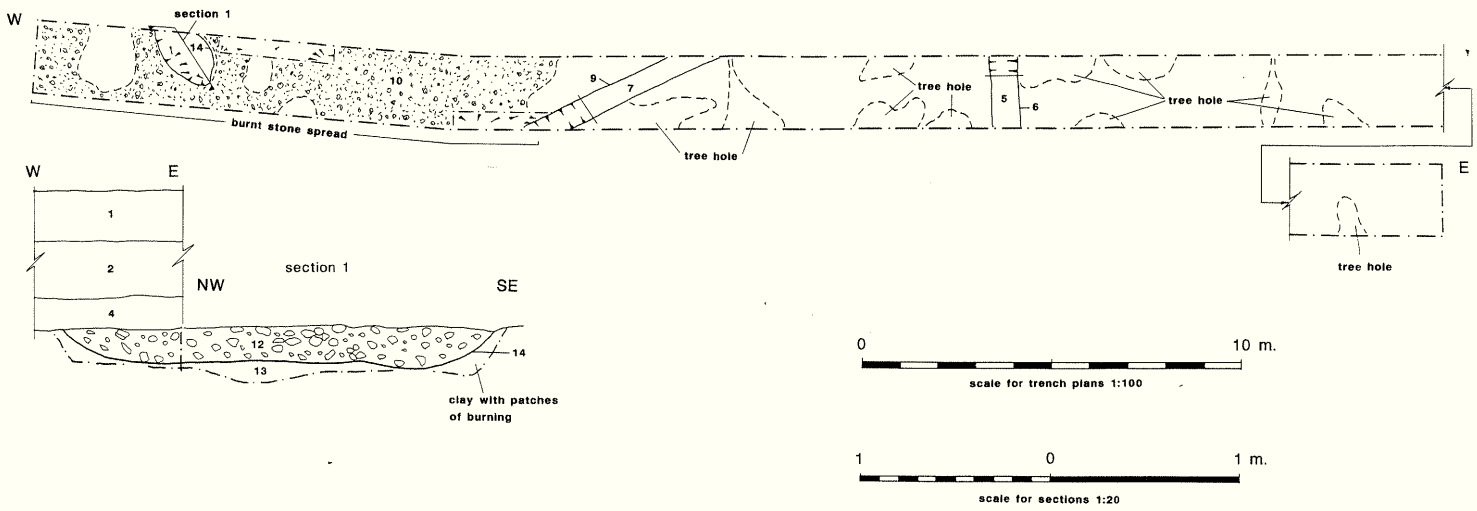 W
section 1
14
10
9
7
tree hole
5
6
tree hole
burnt stone spread
tree hole
W
E
E
1
2
section 1
NW
SE
tree hole
4
12
14
13
clay with patches
of burning
0
10 m.
scale for trench plans 1:100
1
0
1 m.
scale for sections 1:20